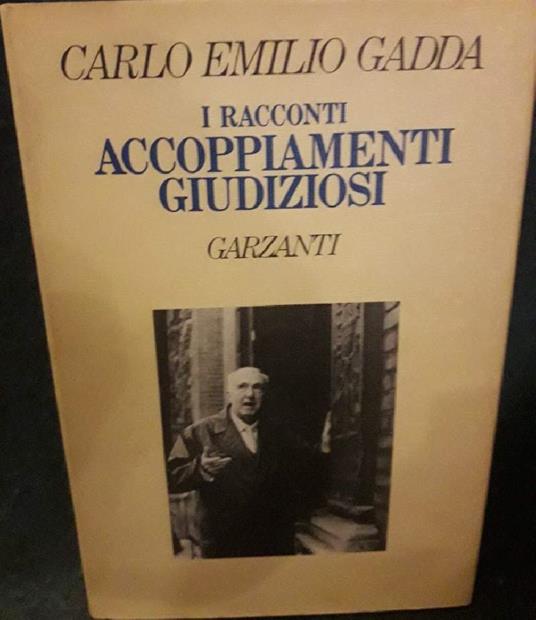 CARLO EMILIO GADDA
I RACCONTI
ACCOPPIAMENTI
GIUDIZIOSI
GARZANTI